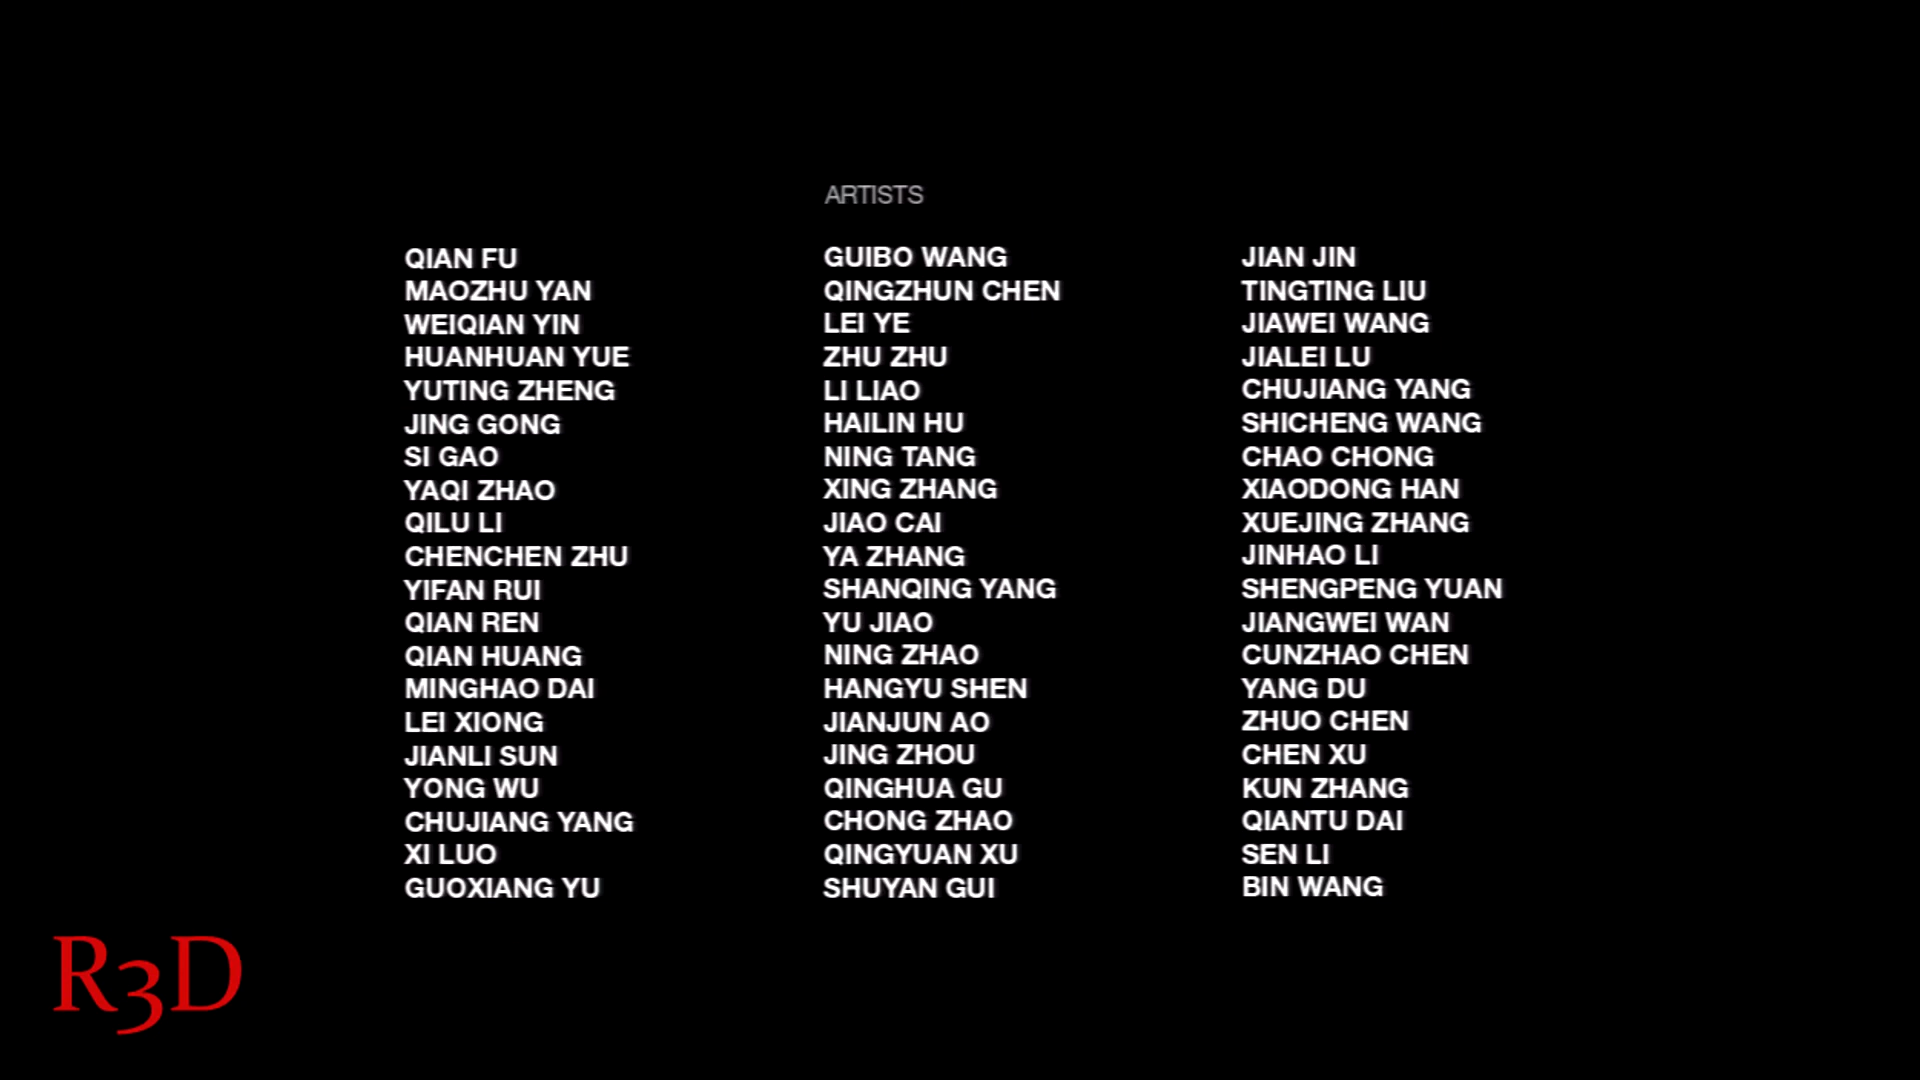 ARTISTS
QIAN FU
MAOZHU YAN
WEIQIAN YIN
HUANHUAN YUE
YUTING ZHENG
JING GONG
SI GAO
YAQI ZHAO
QILU LI
CHENCHEN ZHU
YIFAN RUI
QIAN REN
QIAN HUANG
MINGHAO DAI
LEI XIONG
JIANLI SUN
YONG WU
CHUJIANG YANG
XI LUO
GUOXIANG YU
GUIBO WANG
QINGZHUN CHEN
LEI YE
ZHU ZHU
LI LIAO
HAILIN HU
NING TANG
XING ZHANG
JIAO CAI
YA ZHANG
SHANQING YANG
YU JIAO
NING ZHAO
HANGYU SHEN
JIANJUN AO
JING ZHOU
QINGHUA GU
CHONG ZHAO
QINGYUAN XU
SHUYAN GUI
JIAN JIN
TINGTING LIU
JIAWEI WANG
JIALEI LU
CHUJIANG YANG
SHICHENG WANG
CHAO CHONG
XIAODONG HAN
XUEJING ZHANG
JINHAO LI
SHENGPENG YUAN
JIANGWEI WAN
CUNZHAO CHEN
YANG DU
ZHUO CHEN
CHEN XU
KUN ZHANG
QIANTU DAI
SEN LI
BIN WANG
R3D